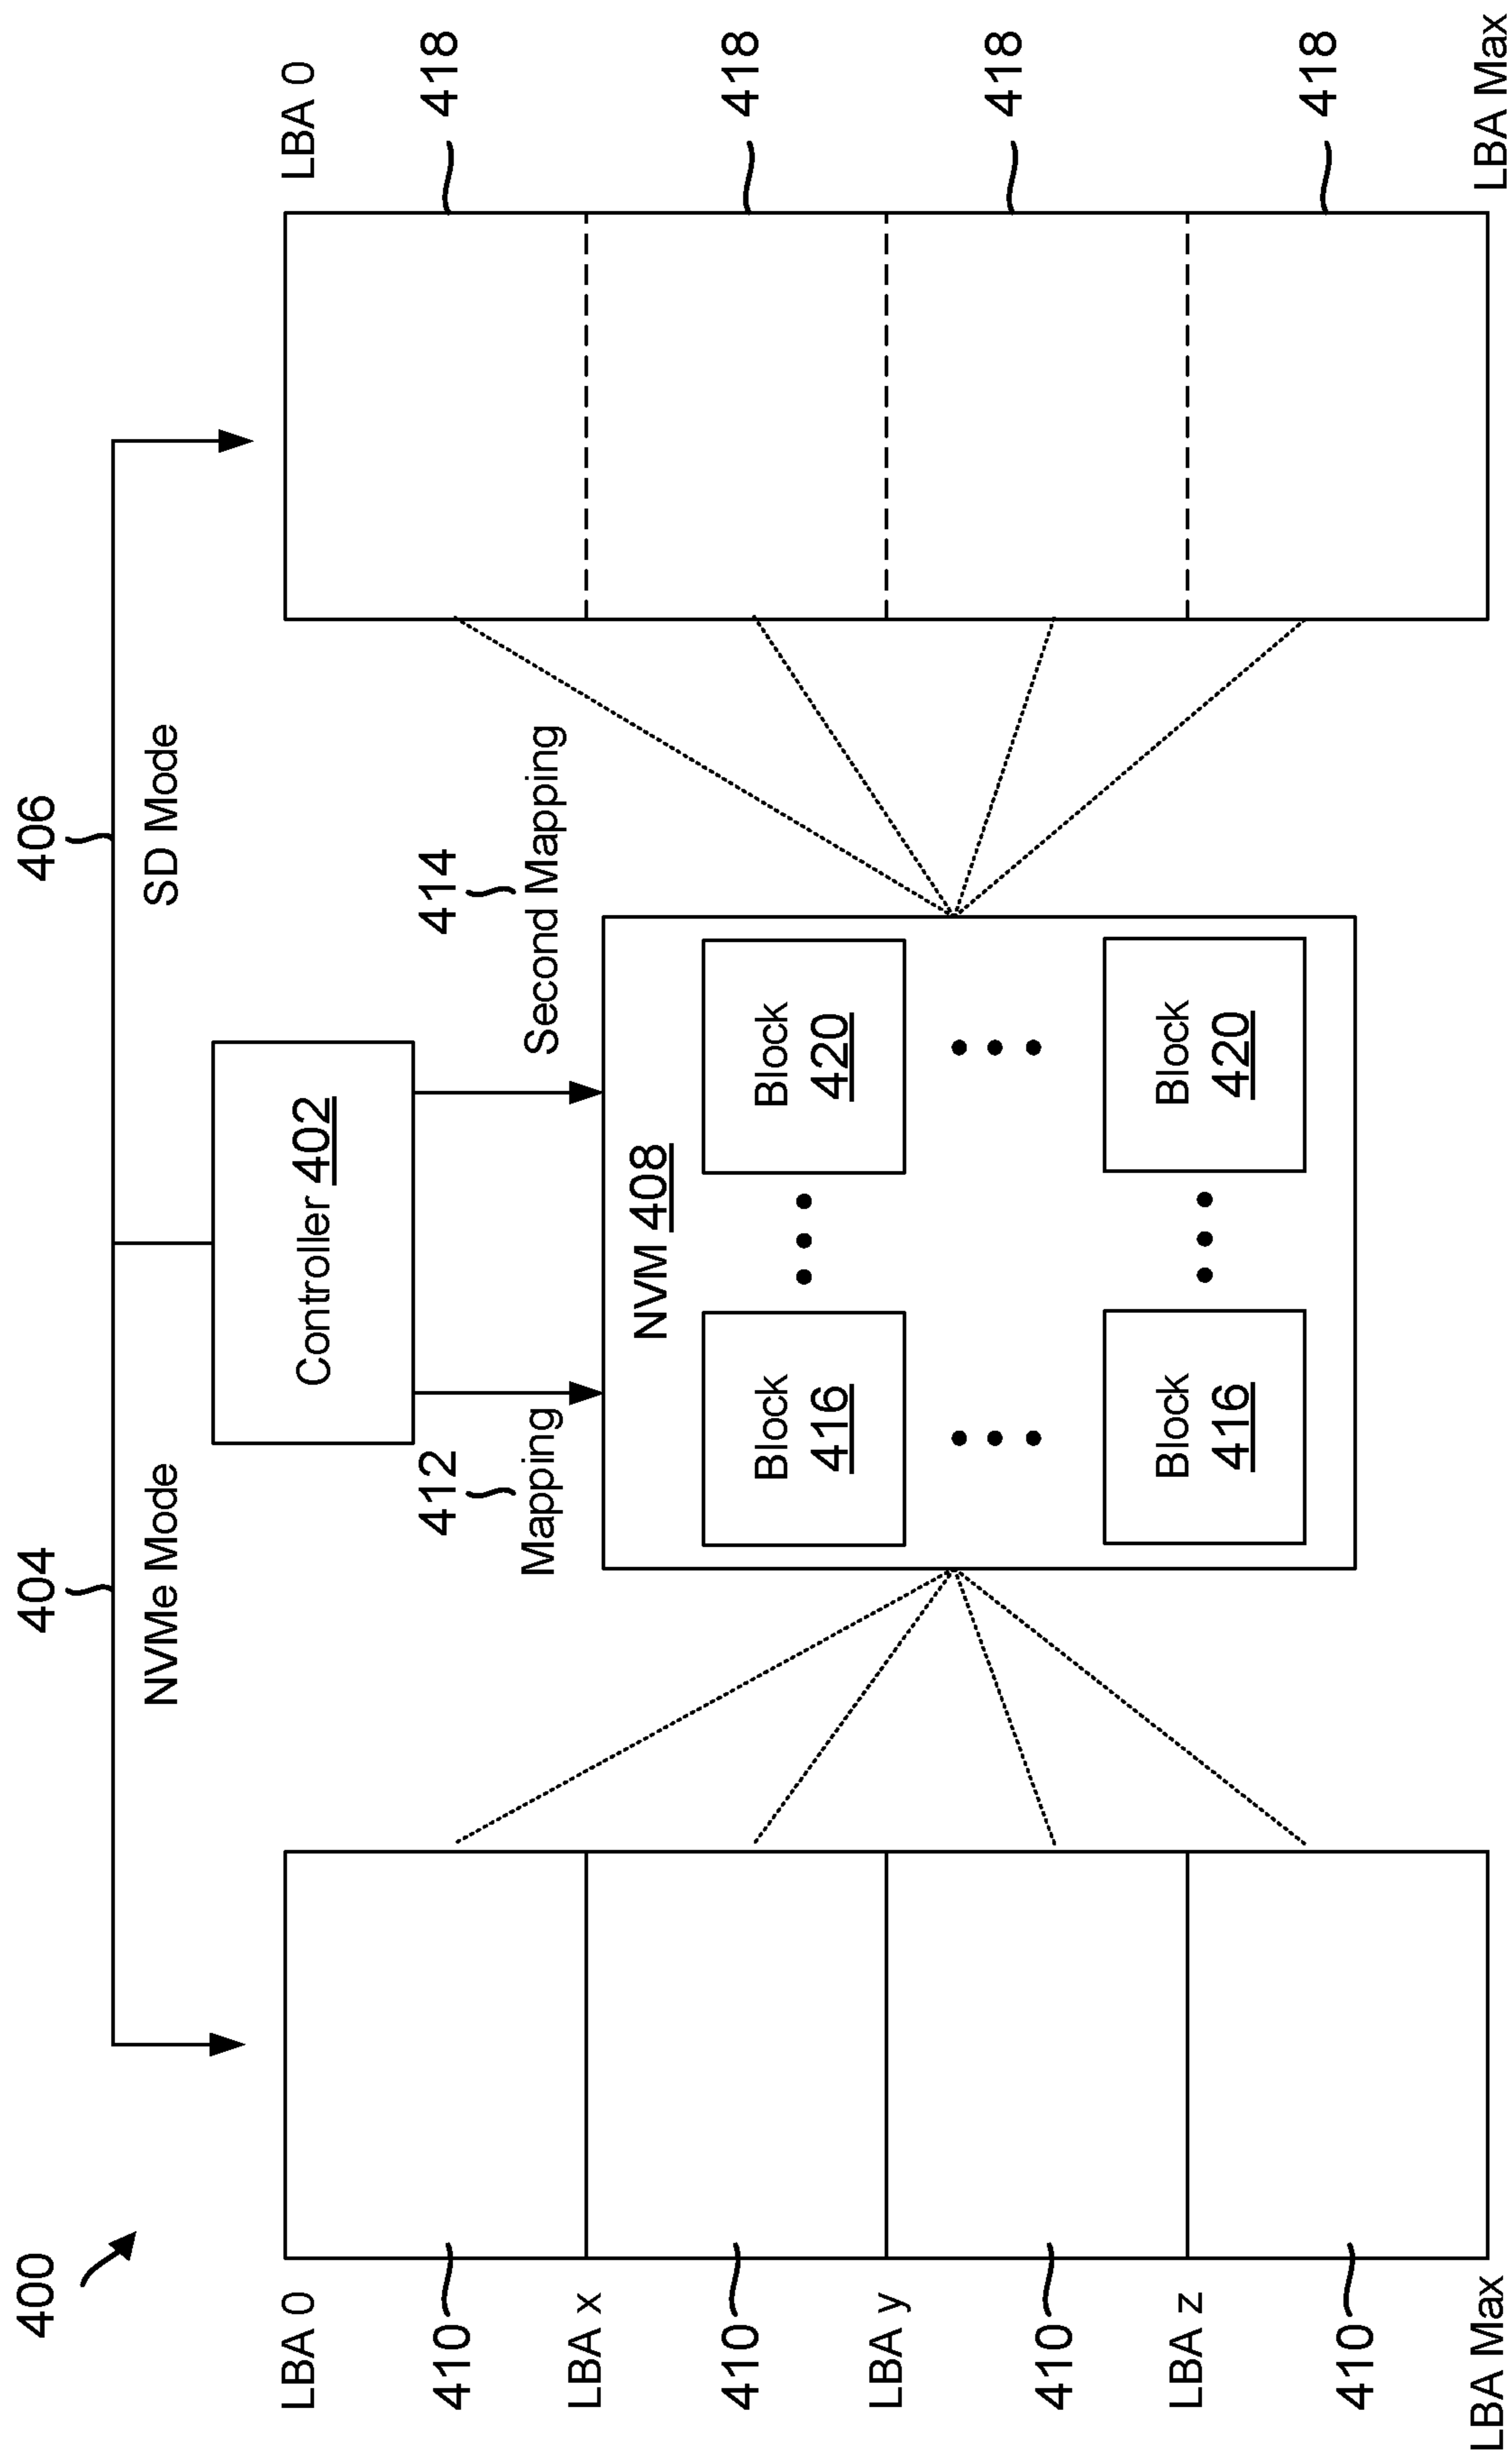 400
404
406
NVMe Mode
SD Mode
Controller 402
412
Mapping
414
Second Mapping
NVM 408
Block
416
Block
420
Block
416
Block
420
LBA 0
410
LBA x
410
LBA y
410
LBA z
410
LBA Max
LBA 0
418
418
418
418
LBA Max